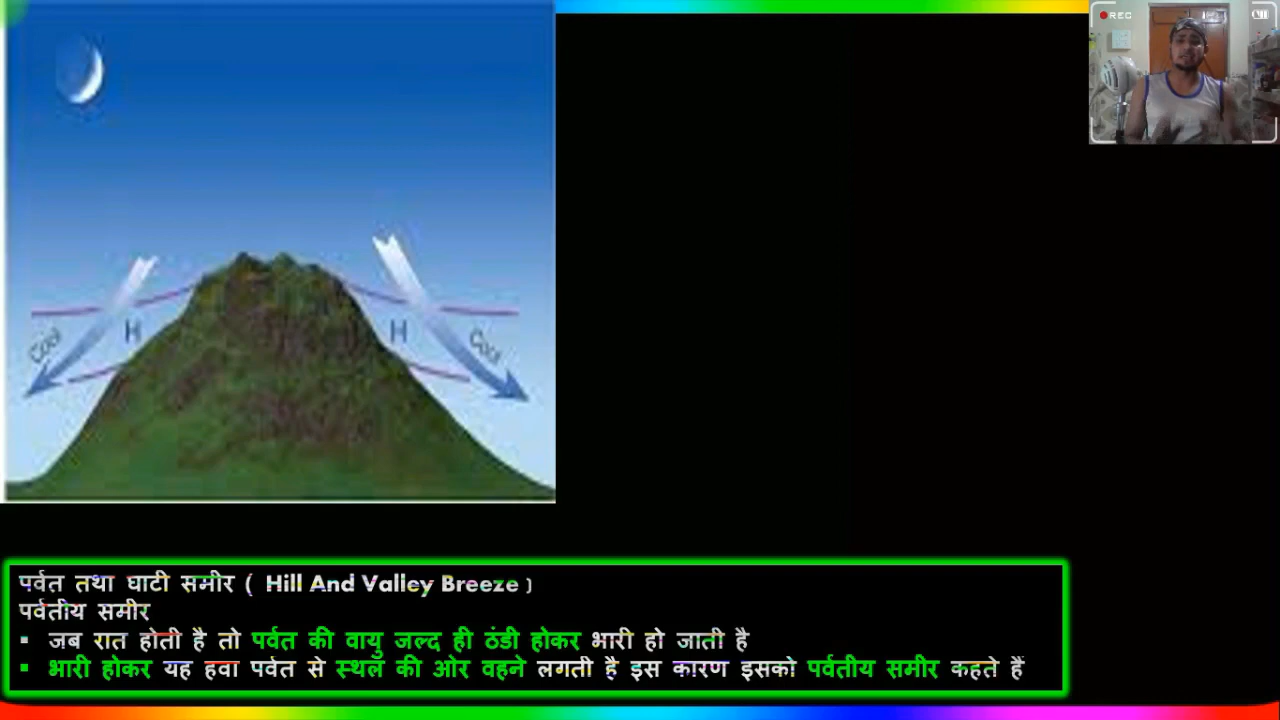 REC
Cool
H
H
Cool
पर्वत तथा घाटी समीर ( Hill And Valley Breeze )
पर्वतीय समीर
▪ जब रात होती है तो पर्वत की वायु जल्द ही ठंडी होकर भारी हो जाती है
▪ भारी होकर यह हवा पर्वत से स्थल की ओर वहने लगती है इस कारण इसको पर्वतीय समीर कहते हैं